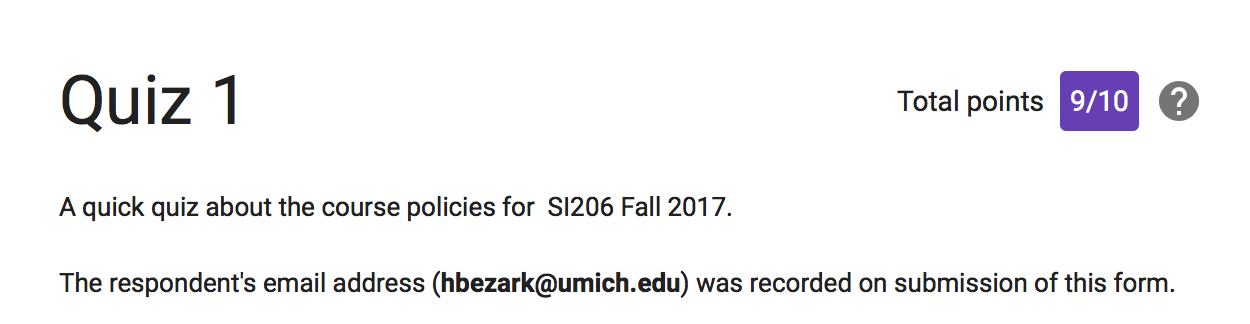 Quiz 1
Total points 9/10 ?
A quick quiz about the course policies for  SI206 Fall 2017.
The respondent's email address (hbezark@umich.edu) was recorded on submission of this form.